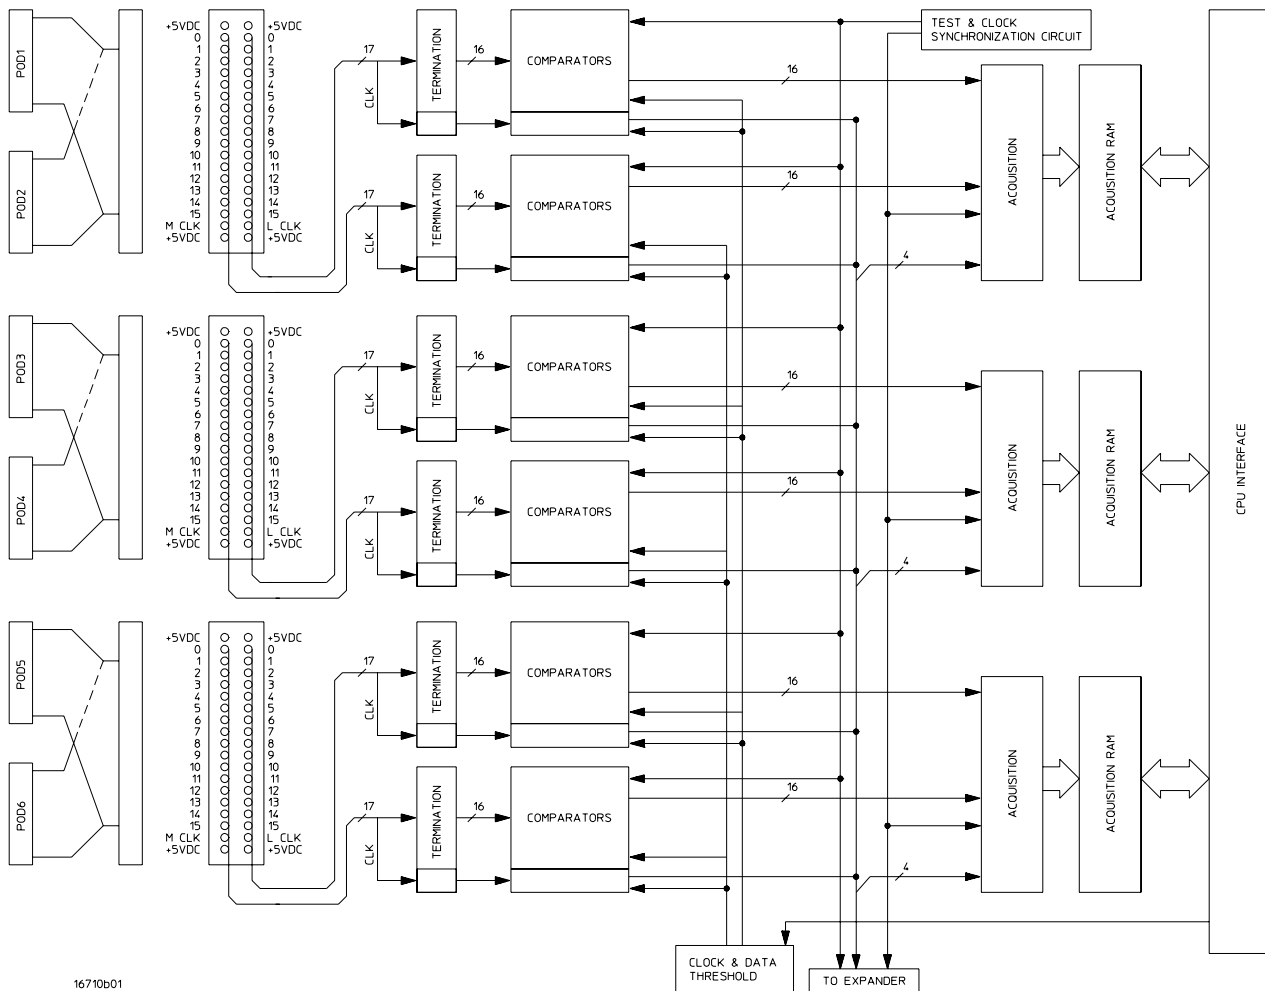 POD1
POD2
+5VDC +5VDC
0 0
1 1
2 2
3 3
4 4
5 5
6 6
7 7
8 8
9 9
10 10
11 11
12 12
13 13
14 14
15 15
M CLK L CLK
+5VDC +5VDC
17
CLK
TERMINATION
16
COMPARATORS
16
17
CLK
TERMINATION
16
COMPARATORS
16
4
TEST & CLOCK
SYNCHRONIZATION CIRCUIT
ACQUISITION
ACQUISITION RAM
POD3
POD4
+5VDC +5VDC
0 0
1 1
2 2
3 3
4 4
5 5
6 6
7 7
8 8
9 9
10 10
11 11
12 12
13 13
14 14
15 15
M CLK L CLK
+5VDC +5VDC
17
CLK
TERMINATION
16
COMPARATORS
16
17
CLK
TERMINATION
16
COMPARATORS
16
4
ACQUISITION
ACQUISITION RAM
CPU INTERFACE
POD5
POD6
+5VDC +5VDC
0 0
1 1
2 2
3 3
4 4
5 5
6 6
7 7
8 8
9 9
10 10
11 11
12 12
13 13
14 14
15 15
M CLK L CLK
+5VDC +5VDC
17
CLK
TERMINATION
16
COMPARATORS
16
17
CLK
TERMINATION
16
COMPARATORS
16
4
ACQUISITION
ACQUISITION RAM
CLOCK & DATA
THRESHOLD
TO EXPANDER
16710b01